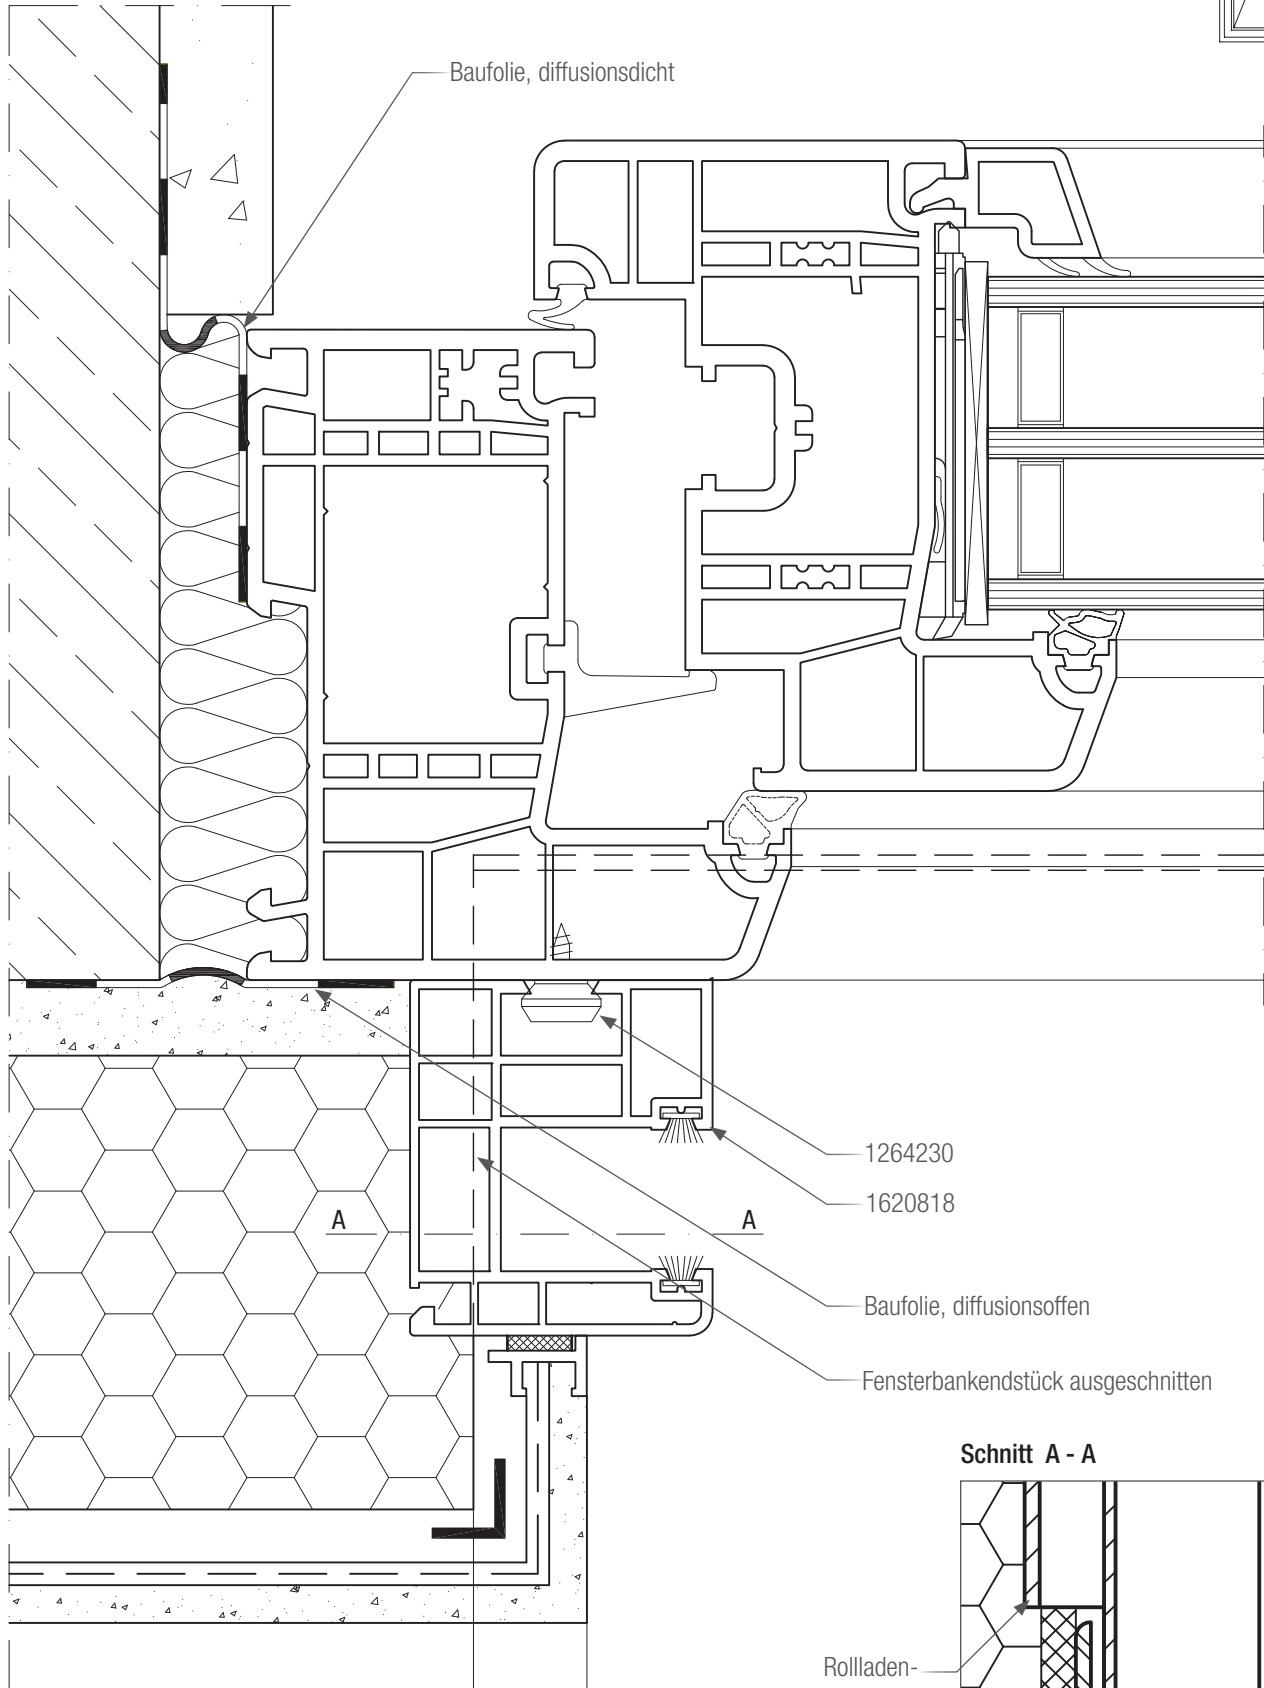 Baufolie, diffusionsdicht
1264230
1620818
A A
Baufolie, diffusionsoffen
Fensterbankendstück ausgeschnitten
Schnitt A - A
Rollladen-